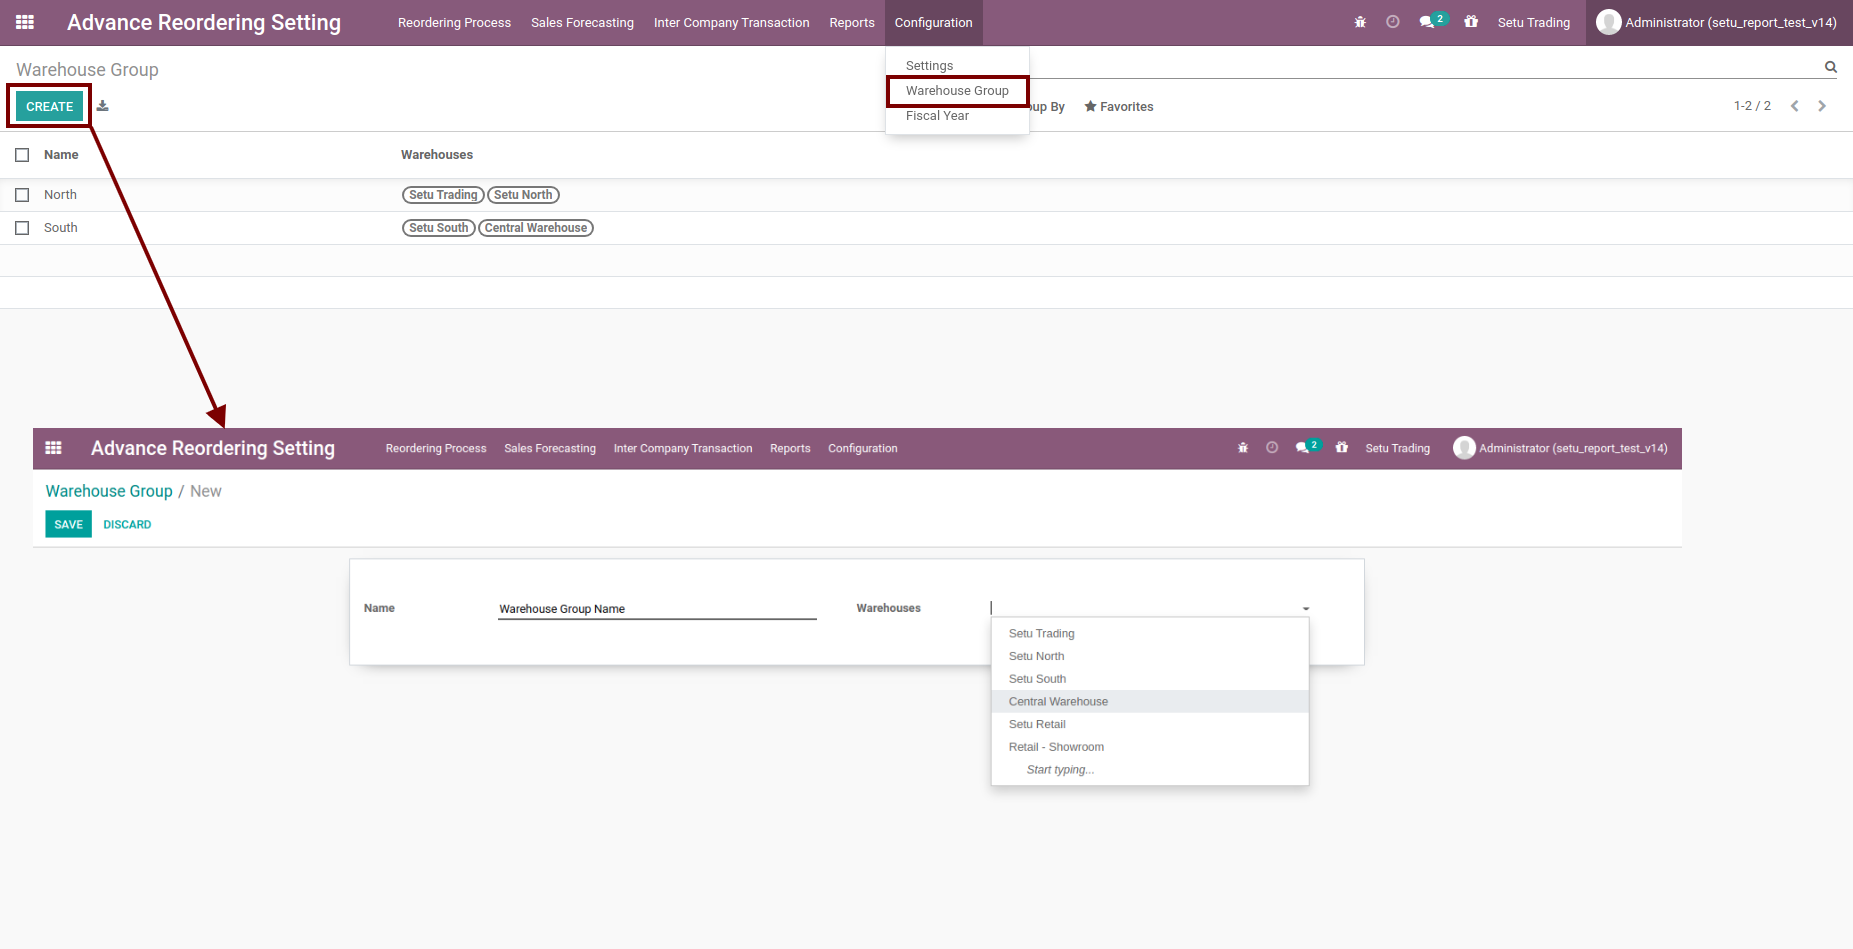 Advance Reordering Setting Reordering Process Sales Forecasting Inter Company Transaction Reports Configuration 2 Setu Trading Administrator (setu_report_test_v14)
Warehouse Group
Settings
Warehouse Group
Fiscal Year
CREATE
By Favorites 1-2 / 2
Name Warehouses
North Setu Trading Setu North
South Setu South Central Warehouse
Advance Reordering Setting Reordering Process Sales Forecasting Inter Company Transaction Reports Configuration 2 Setu Trading Administrator (setu_report_test_v14)
Warehouse Group / New
SAVE DISCARD
Name Warehouse Group Name Warehouses
Setu Trading
Setu North
Setu South
Central Warehouse
Setu Retail
Retail - Showroom
Start typing...